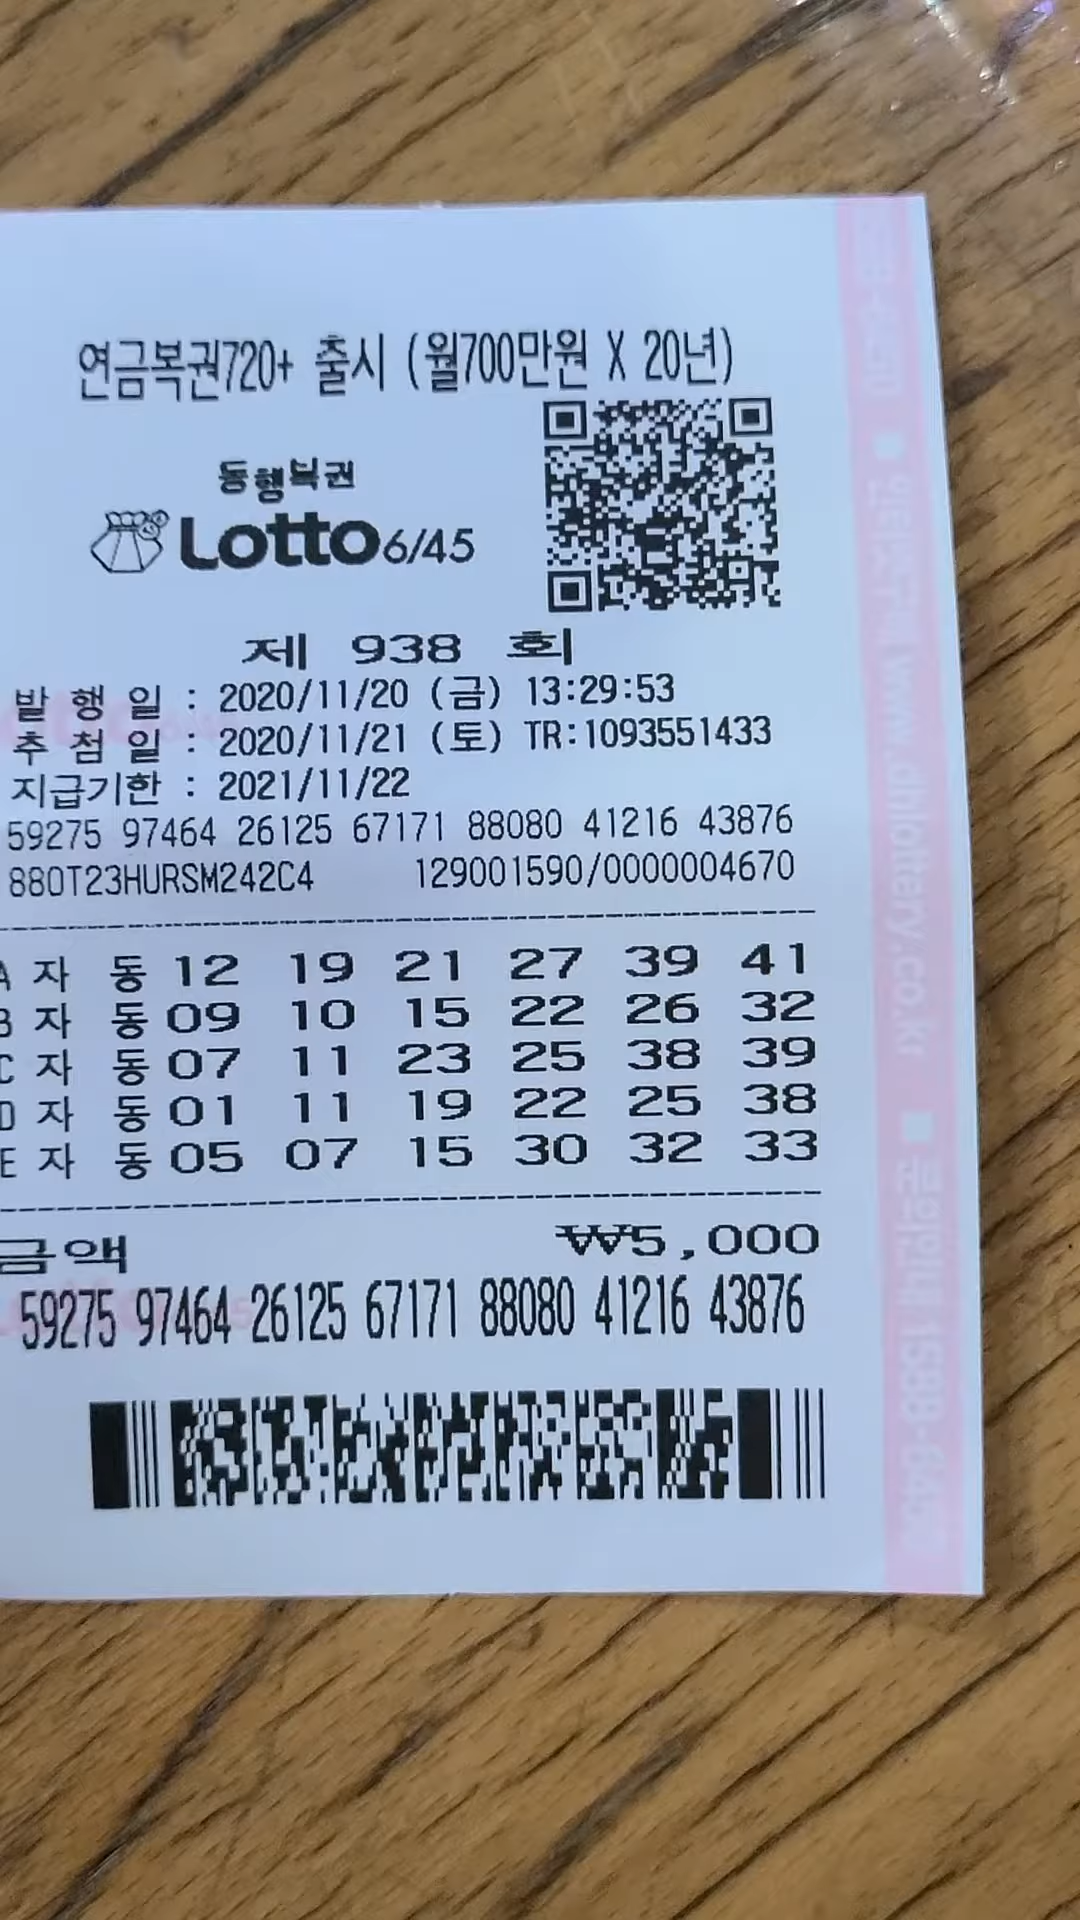 연금복권720+ 출시 (월700만원 X 20년)
동행복권
Lotto 6/45
제 938 회
발 행 일 : 2020/11/20 (금) 13:29:53
추 첨 일 : 2020/11/21 (토) TR:1093551433
지급기한 : 2021/11/22
59275 97464 26125 67171 88080 41216 43876
880T23HURSM242C4 129001590/0000004670
A 자 동 12 19 21 27 39 41
B 자 동 09 10 15 22 26 32
C 자 동 07 11 23 25 38 39
D 자 동 01 11 19 22 25 38
E 자 동 05 07 15 30 32 33
금액 ₩₩5,000
59275 97464 26125 67171 88080 41216 43876
www.dhlottery.co.kr
1588-645